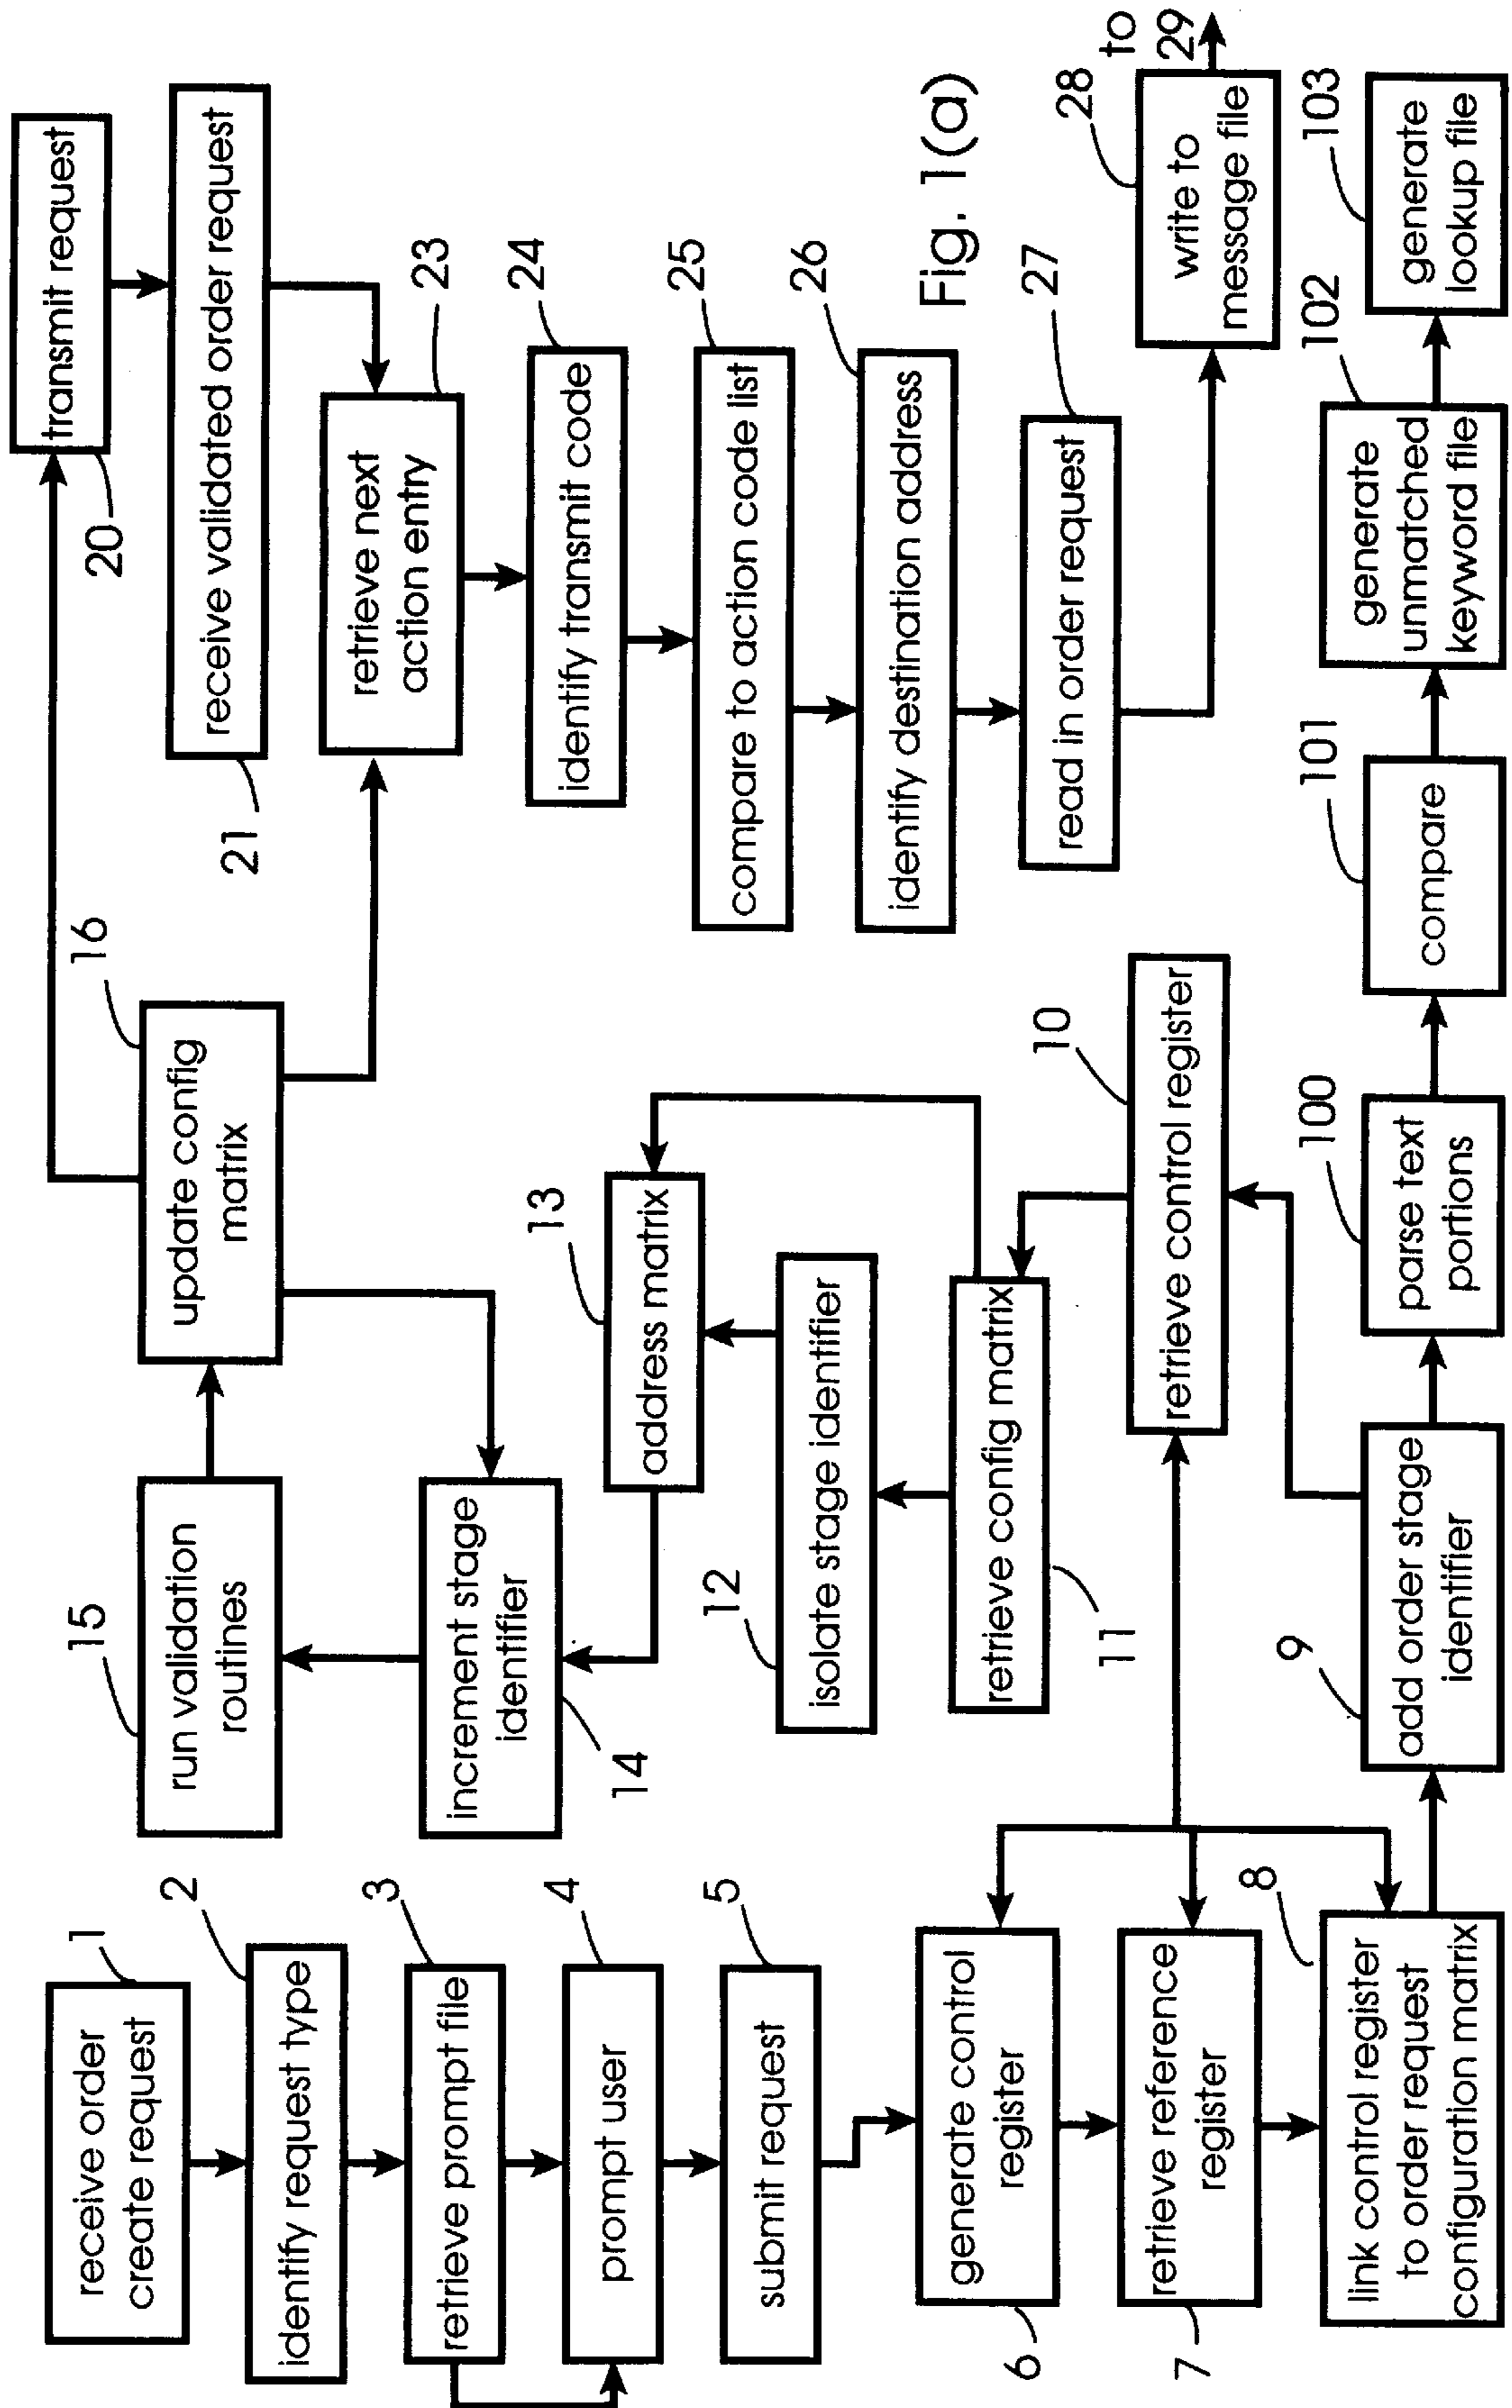 1
receive order
create request
2
identify request type
3
retrieve prompt file
4
prompt user
5
submit request
6
generate control
register
7
retrieve reference
register
8
link control register
to order request
configuration matrix
9
add order stage
identifier
10
retrieve control register
11
retrieve config matrix
12
isolate stage identifier
13
address matrix
14
increment stage
identifier
15
run validation
routines
16
update config
matrix
20
transmit request
21
receive validated order request
23
retrieve next
action entry
24
identify transmit code
25
compare to action code list
26
identify destination address
27
read in order request
28
write to
message file
to
29
100
parse text
portions
101
compare
102
generate
unmatched
keyword file
103
generate
lookup file
Fig. 1(a)